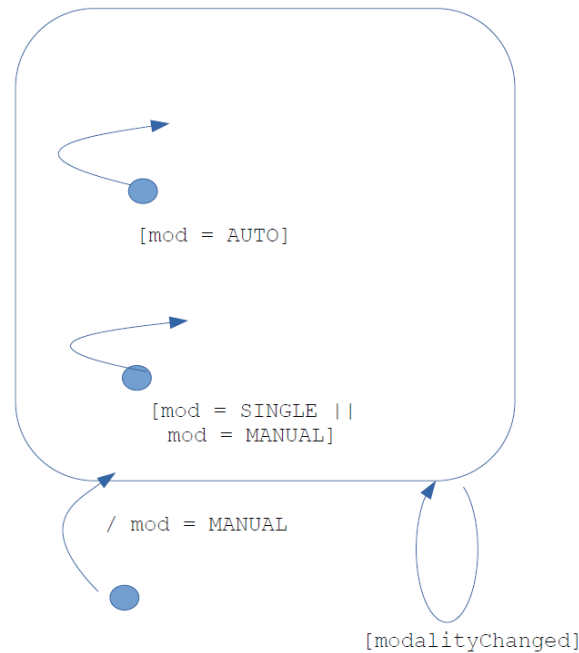 [mod = AUTO]
[mod = SINGLE ||
mod = MANUAL]
/ mod = MANUAL
[modalityChanged]